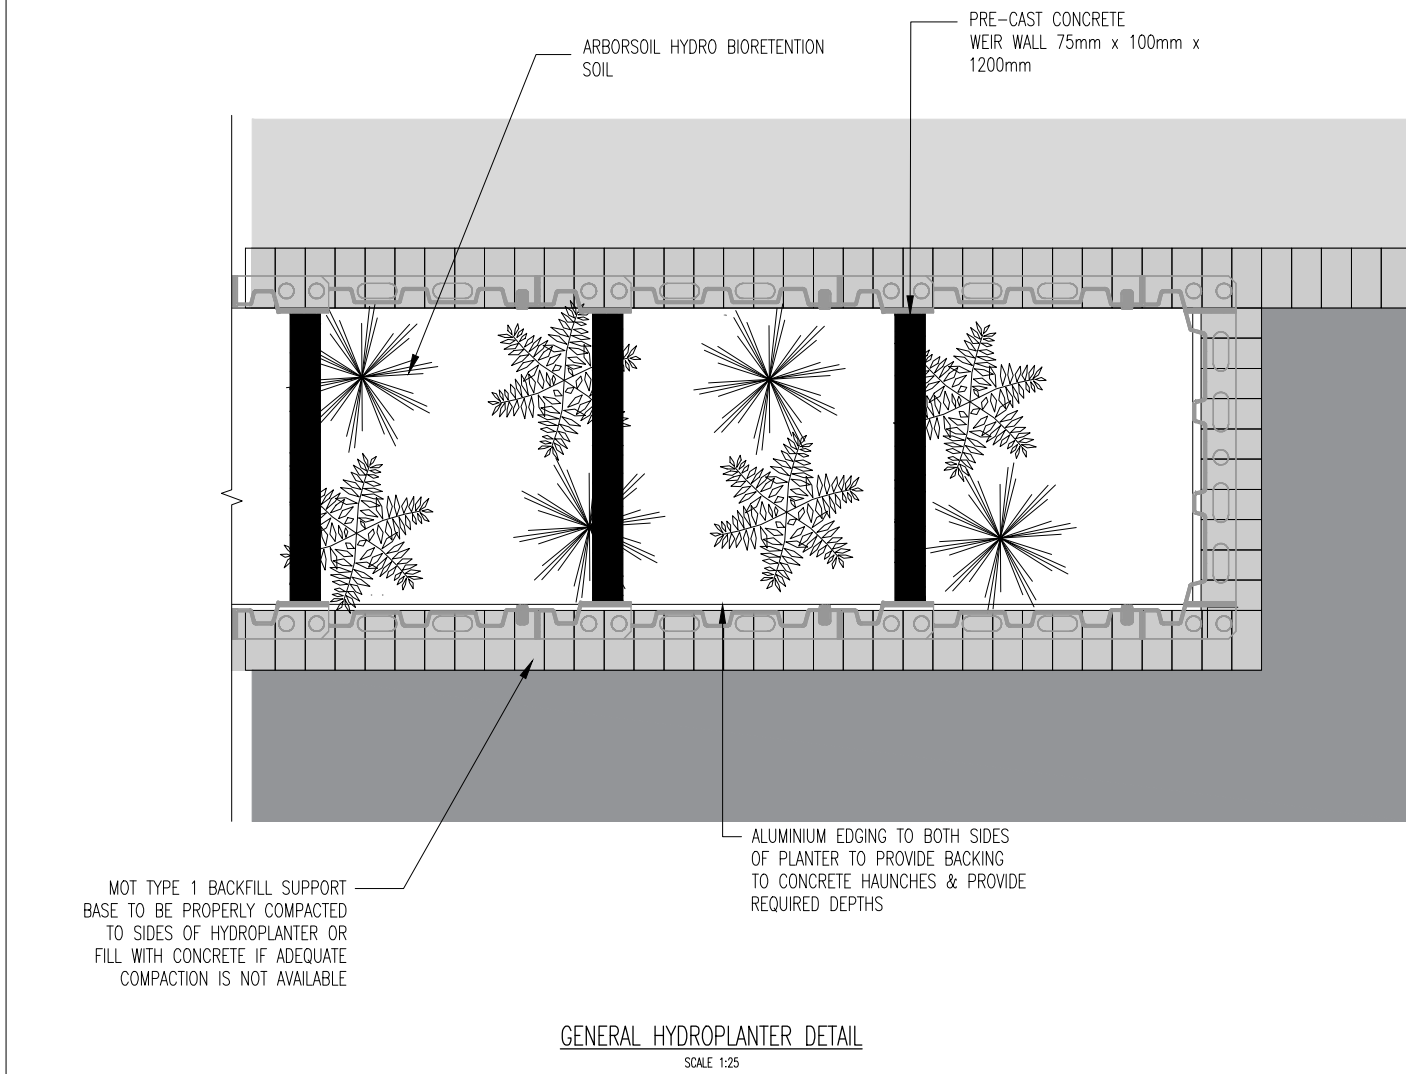 PRE-CAST CONCRETE
WEIR WALL 75mm x 100mm x
1200mm
ARBORSOIL HYDRO BIORETENTION
SOIL
ALUMINIUM EDGING TO BOTH SIDES
OF PLANTER TO PROVIDE BACKING
TO CONCRETE HAUNCHES & PROVIDE
REQUIRED DEPTHS
MOT TYPE 1 BACKFILL SUPPORT
BASE TO BE PROPERLY COMPACTED
TO SIDES OF HYDROPLANTER OR
FILL WITH CONCRETE IF ADEQUATE
COMPACTION IS NOT AVAILABLE
GENERAL HYDROPLANTER DETAIL
SCALE 1:25